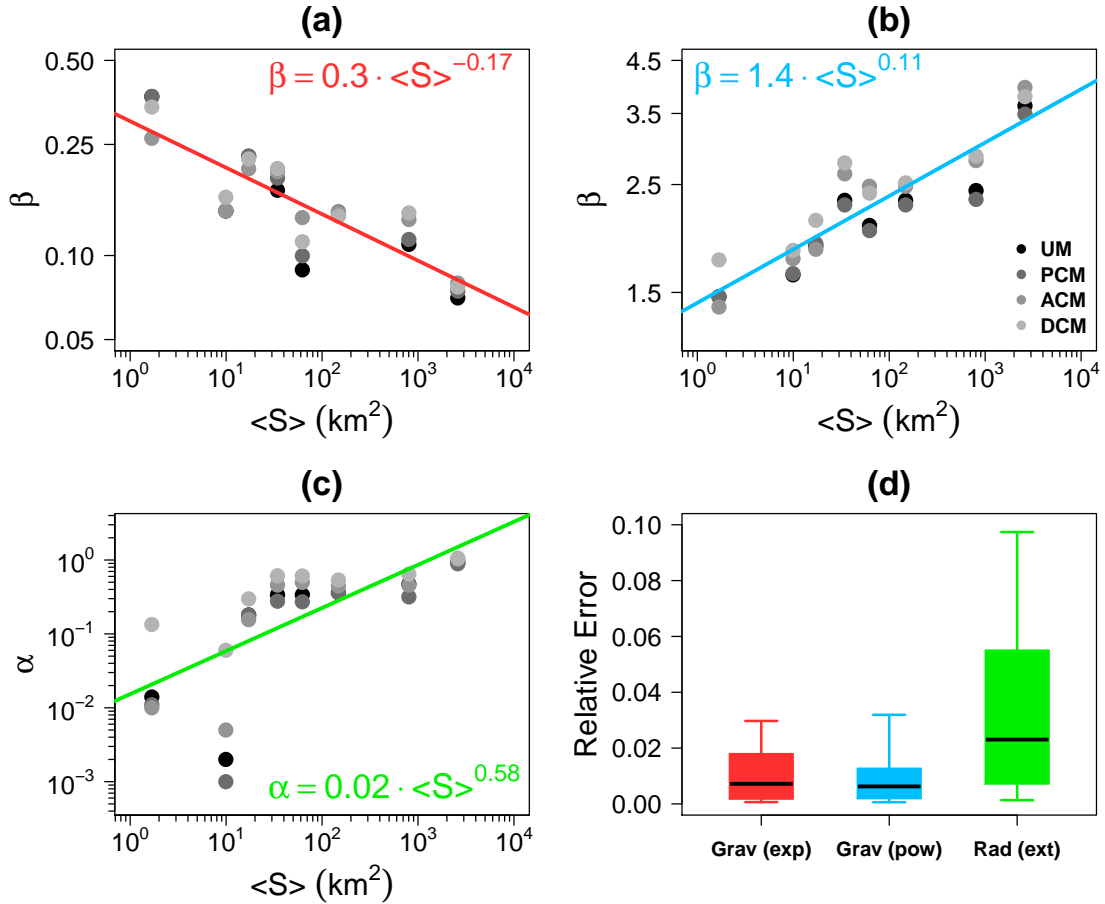 (a)
β = 0.3 · <S>^−0.17
0.50
0.25
0.10
0.05
β
10^0 10^1 10^2 10^3 10^4
<S> (km^2)
(b)
β = 1.4 · <S>^0.11
4.5
3.5
2.5
1.5
β
UM
PCM
ACM
DCM
10^0 10^1 10^2 10^3 10^4
<S> (km^2)
(c)
10^0
10^−1
10^−2
10^−3
α
α = 0.02 · <S>^0.58
10^0 10^1 10^2 10^3 10^4
<S> (km^2)
(d)
0.10
0.08
0.06
0.04
0.02
0.00
Relative Error
Grav (exp) Grav (pow) Rad (ext)